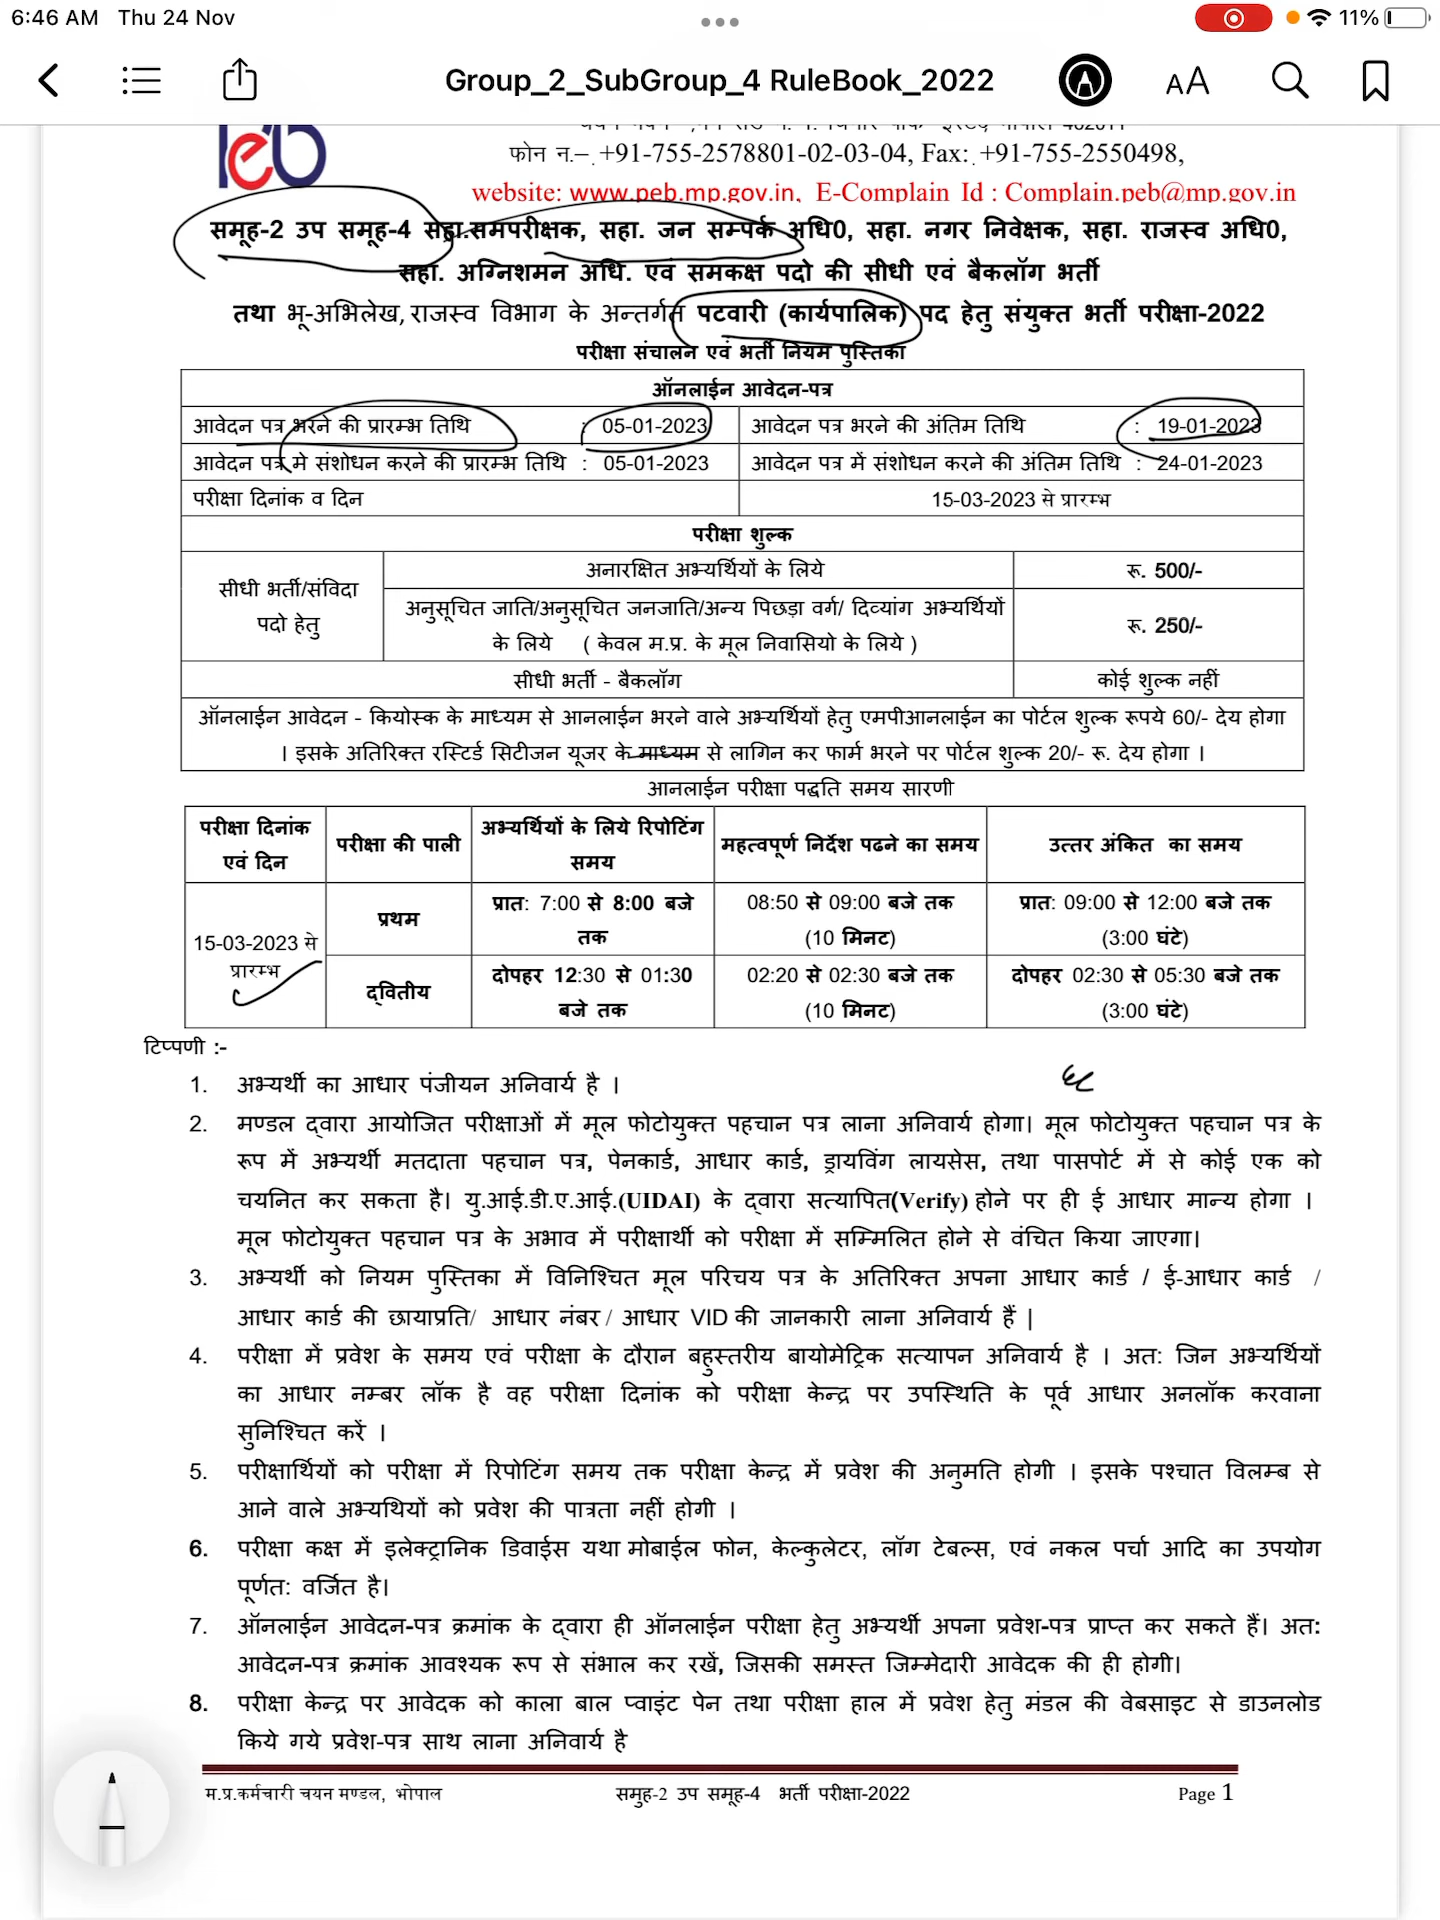 6:46 AM Thu 24 Nov
11%
Group_2_SubGroup_4 RuleBook_2022
AA
फोन न.– +91-755-2578801-02-03-04, Fax: +91-755-2550498,
website: www.peb.mp.gov.in, E-Complain Id : Complain.peb@mp.gov.in
समूह-2 उप समूह-4 सहा.समपरीक्षक, सहा. जन सम्पर्क अधि0, सहा. नगर निवेक्षक, सहा. राजस्व अधि0,
सहा. अग्निशमन अधि. एवं समकक्ष पदो की सीधी एवं बैकलॉग भर्ती
तथा भू-अभिलेख, राजस्व विभाग के अन्तर्गत पटवारी (कार्यपालिक) पद हेतु संयुक्त भर्ती परीक्षा-2022
परीक्षा संचालन एवं भर्ती नियम पुस्तिका
ऑनलाईन आवेदन-पत्र
आवेदन पत्र भरने की प्रारम्भ तिथि : 05-01-2023 आवेदन पत्र भरने की अंतिम तिथि : 19-01-2023
आवेदन पत्र मे संशोधन करने की प्रारम्भ तिथि : 05-01-2023 आवेदन पत्र में संशोधन करने की अंतिम तिथि : 24-01-2023
परीक्षा दिनांक व दिन 15-03-2023 से प्रारम्भ
परीक्षा शुल्क
सीधी भर्ती/संविदा
पदो हेतु
अनारक्षित अभ्यर्थियों के लिये रू. 500/-
अनुसूचित जाति/अनुसूचित जनजाति/अन्य पिछड़ा वर्ग/ दिव्यांग अभ्यर्थियों
के लिये ( केवल म.प्र. के मूल निवासियो के लिये ) रू. 250/-
सीधी भर्ती - बैकलॉग कोई शुल्क नहीं
ऑनलाईन आवेदन - कियोस्क के माध्यम से आनलाईन भरने वाले अभ्यर्थियों हेतु एमपीआनलाईन का पोर्टल शुल्क रूपये 60/- देय होगा
। इसके अतिरिक्त रस्टिर्ड सिटीजन यूजर के माध्यम से लागिन कर फार्म भरने पर पोर्टल शुल्क 20/- रू. देय होगा ।
आनलाईन परीक्षा पद्धति समय सारणी
परीक्षा दिनांक
एवं दिन
परीक्षा की पाली
अभ्यर्थियों के लिये रिपोटिंग
समय
महत्वपूर्ण निर्देश पढने का समय
उत्तर अंकित का समय
15-03-2023 से
प्रारम्भ
प्रथम
प्रात: 7:00 से 8:00 बजे
तक
08:50 से 09:00 बजे तक
(10 मिनट)
प्रात: 09:00 से 12:00 बजे तक
(3:00 घंटे)
द्वितीय
दोपहर 12:30 से 01:30
बजे तक
02:20 से 02:30 बजे तक
(10 मिनट)
दोपहर 02:30 से 05:30 बजे तक
(3:00 घंटे)
टिप्पणी :-
1. अभ्यर्थी का आधार पंजीयन अनिवार्य है ।
2. मण्डल द्वारा आयोजित परीक्षाओं में मूल फोटोयुक्त पहचान पत्र लाना अनिवार्य होगा। मूल फोटोयुक्त पहचान पत्र के
रूप में अभ्यर्थी मतदाता पहचान पत्र, पेनकार्ड, आधार कार्ड, ड्रायविंग लायसेस, तथा पासपोर्ट में से कोई एक को
चयनित कर सकता है। यु.आई.डी.ए.आई.(UIDAI) के द्वारा सत्यापित(Verify) होने पर ही ई आधार मान्य होगा ।
मूल फोटोयुक्त पहचान पत्र के अभाव में परीक्षार्थी को परीक्षा में सम्मिलित होने से वंचित किया जाएगा।
3. अभ्यर्थी को नियम पुस्तिका में विनिश्चित मूल परिचय पत्र के अतिरिक्त अपना आधार कार्ड / ई-आधार कार्ड /
आधार कार्ड की छायाप्रति/ आधार नंबर / आधार VID की जानकारी लाना अनिवार्य हैं |
4. परीक्षा में प्रवेश के समय एवं परीक्षा के दौरान बहुस्तरीय बायोमेट्रिक सत्यापन अनिवार्य है । अत: जिन अभ्यर्थियों
का आधार नम्बर लॉक है वह परीक्षा दिनांक को परीक्षा केन्द्र पर उपस्थिति के पूर्व आधार अनलॉक करवाना
सुनिश्चित करें ।
5. परीक्षार्थियों को परीक्षा में रिपोटिंग समय तक परीक्षा केन्द्र में प्रवेश की अनुमति होगी । इसके पश्चात विलम्ब से
आने वाले अभ्यथियों को प्रवेश की पात्रता नहीं होगी ।
6. परीक्षा कक्ष में इलेक्ट्रानिक डिवाईस यथा मोबाईल फोन, केल्कुलेटर, लॉग टेबल्स, एवं नकल पर्चा आदि का उपयोग
पूर्णत: वर्जित है।
7. ऑनलाईन आवेदन-पत्र क्रमांक के द्वारा ही ऑनलाईन परीक्षा हेतु अभ्यर्थी अपना प्रवेश-पत्र प्राप्त कर सकते हैं। अत:
आवेदन-पत्र क्रमांक आवश्यक रूप से संभाल कर रखें, जिसकी समस्त जिम्मेदारी आवेदक की ही होगी।
8. परीक्षा केन्द्र पर आवेदक को काला बाल प्वाइंट पेन तथा परीक्षा हाल में प्रवेश हेतु मंडल की वेबसाइट से डाउनलोड
किये गये प्रवेश-पत्र साथ लाना अनिवार्य है
म.प्र.कर्मचारी चयन मण्डल, भोपाल समुह-2 उप समूह-4 भर्ती परीक्षा-2022 Page 1